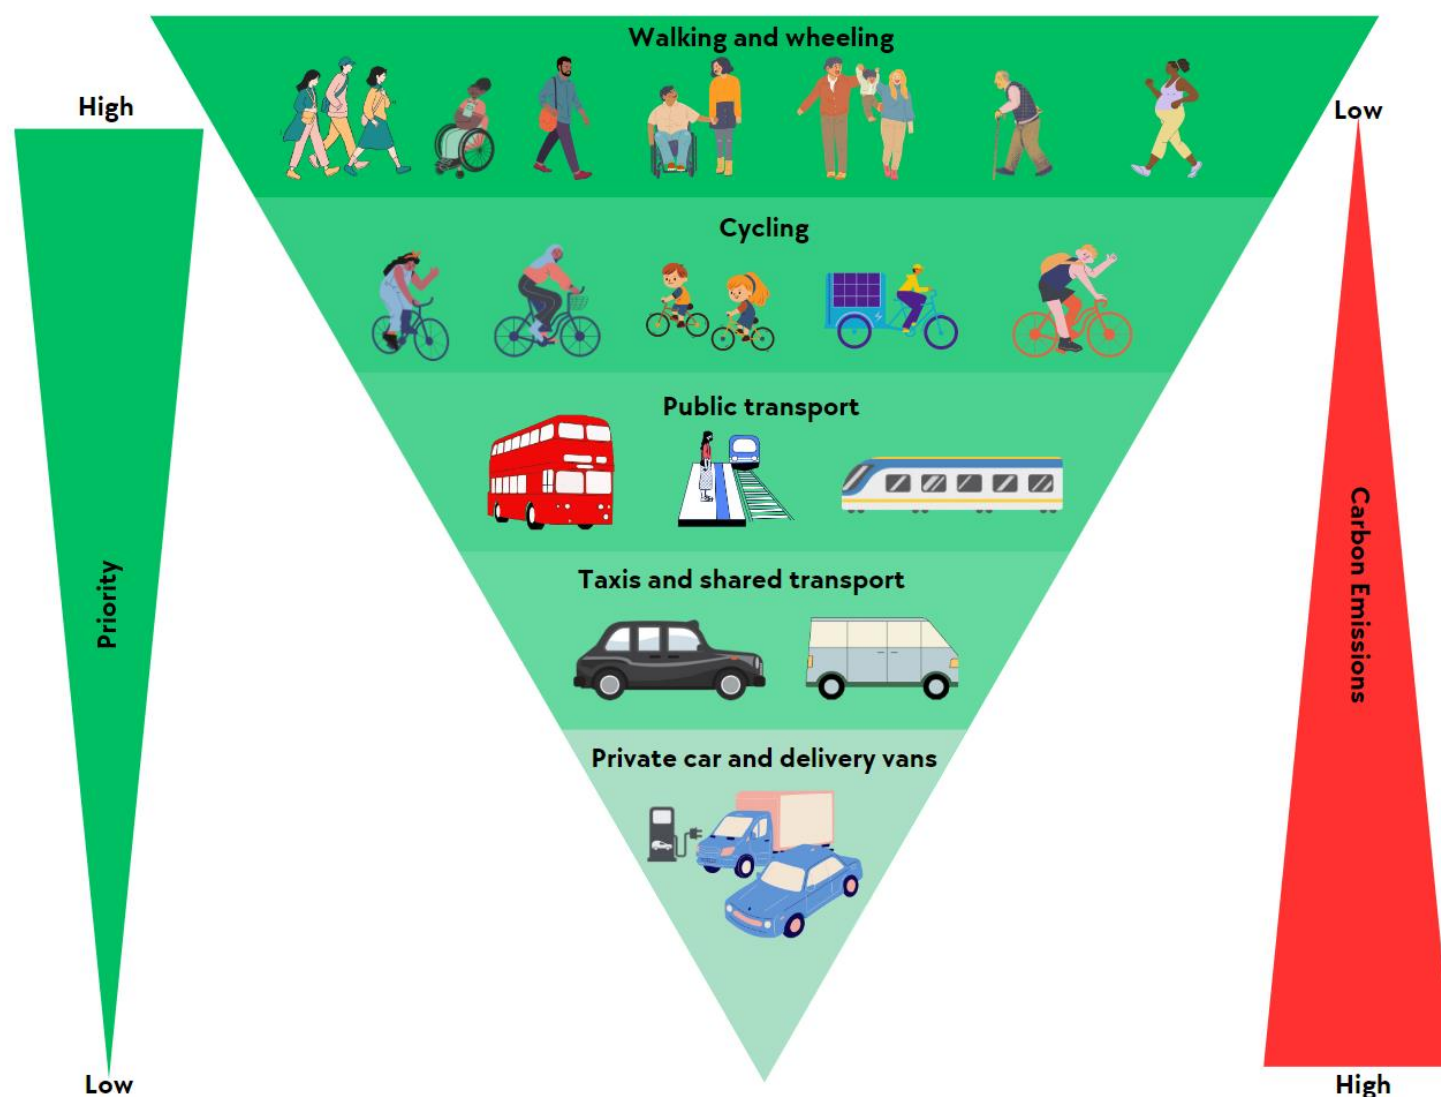 Walking and wheeling
High
Low
Cycling
Public transport
Priority
Carbon Emissions
Taxis and shared transport
Private car and delivery vans
Low
High